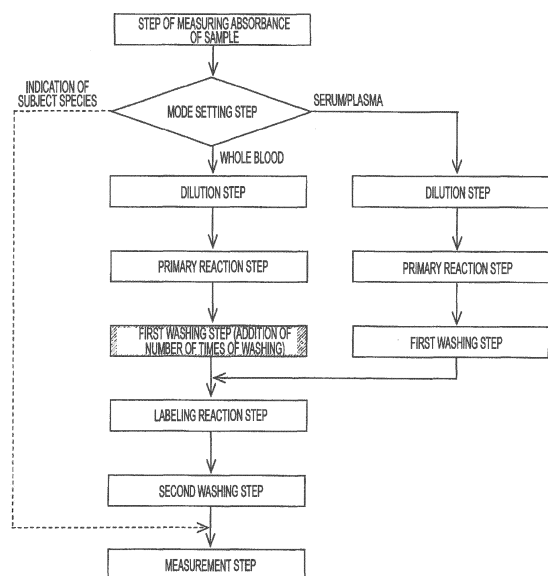 STEP OF MEASURING ABSORBANCE
OF SAMPLE
INDICATION OF
SUBJECT SPECIES
MODE SETTING STEP
SERUM/PLASMA
WHOLE BLOOD
DILUTION STEP
DILUTION STEP
PRIMARY REACTION STEP
PRIMARY REACTION STEP
FIRST WASHING STEP (ADDITION OF
NUMBER OF TIMES OF WASHING)
FIRST WASHING STEP
LABELING REACTION STEP
SECOND WASHING STEP
MEASUREMENT STEP